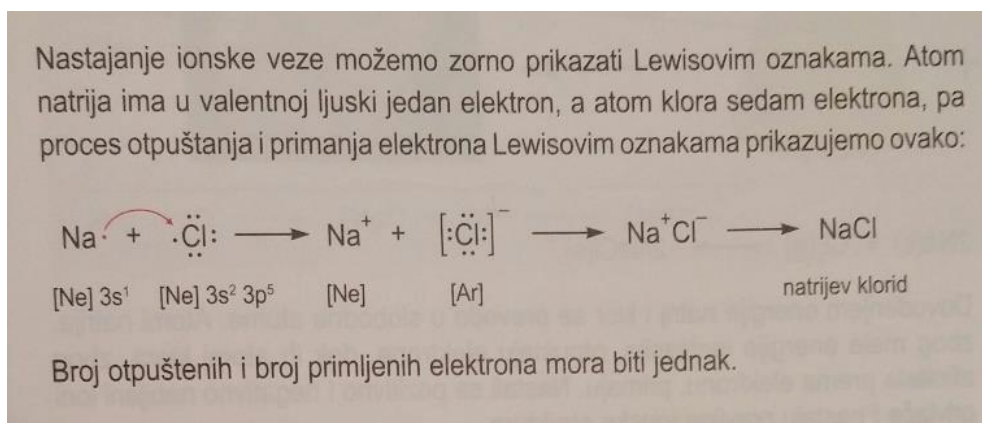 Nastajanje ionske veze možemo zorno prikazati Lewisovim oznakama. Atom
natrija ima u valentnoj ljuski jedan elektron, a atom klora sedam elektrona, pa
proces otpuštanja i primanja elektrona Lewisovim oznakama prikazujemo ovako:
Na· + ·C̈l: ⟶ Na⁺ + [:C̈l:]⁻ ⟶ Na⁺Cl⁻ ⟶ NaCl
[Ne] 3s¹ [Ne] 3s² 3p⁵ [Ne] [Ar] natrijev klorid
Broj otpuštenih i broj primljenih elektrona mora biti jednak.